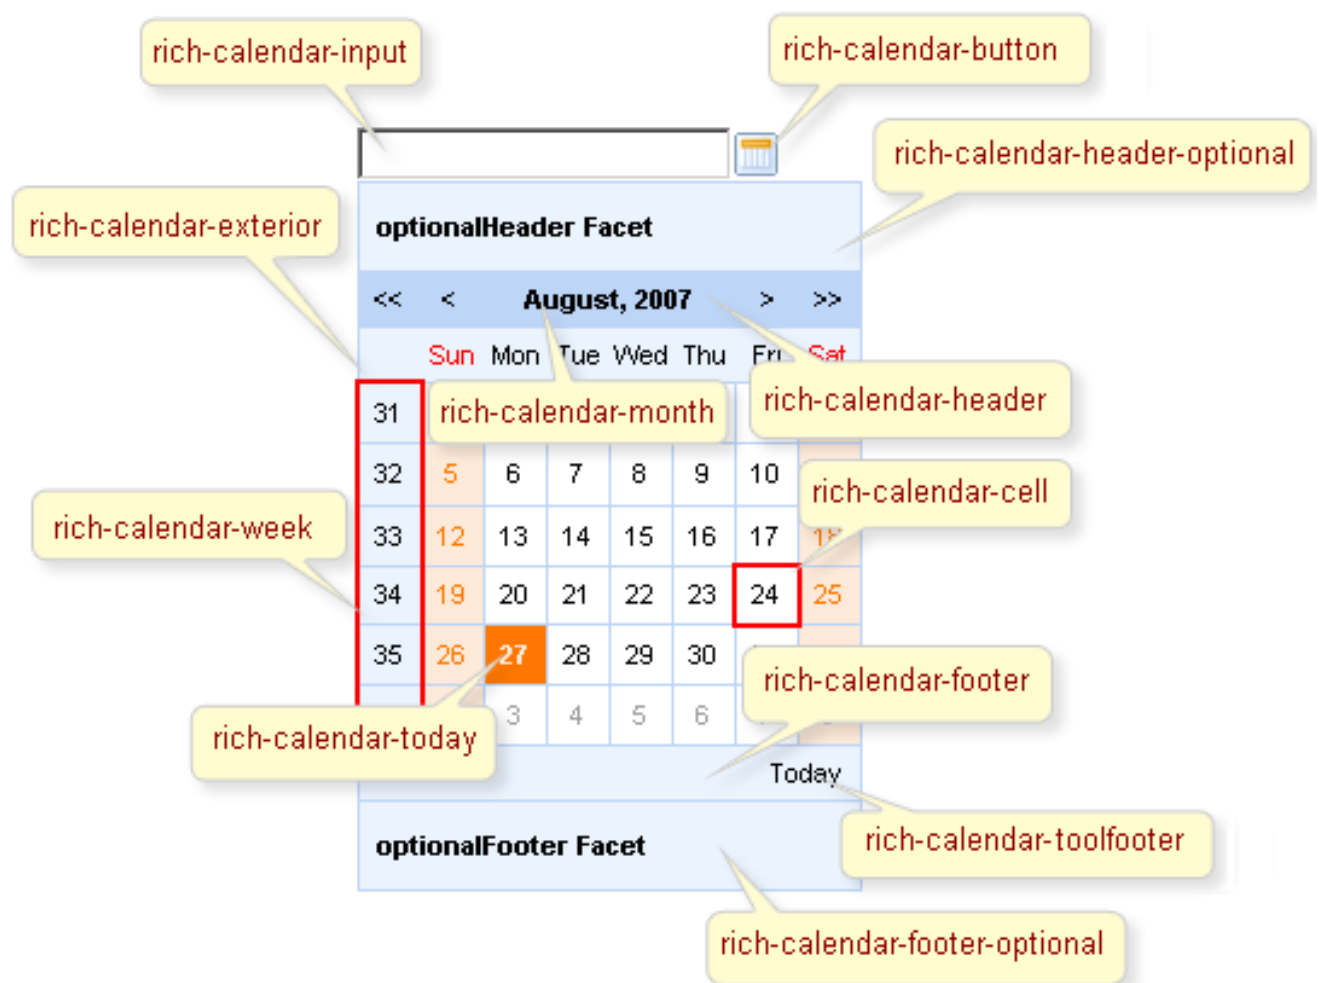 rich-calendar-input
rich-calendar-button
rich-calendar-header-optional
rich-calendar-exterior
optionalHeader Facet
<< < August, 2007 > >>
Sun Mon Tue Wed Thu Fri Sat
rich-calendar-header
31
rich-calendar-month
32 5 6 7 8 9 10
rich-calendar-cell
rich-calendar-week
33 12 13 14 15 16 17 18
34 19 20 21 22 23 24 25
35 26 27 28 29 30
rich-calendar-footer
3 4 5 6
rich-calendar-today
Today
rich-calendar-toolfooter
optionalFooter Facet
rich-calendar-footer-optional